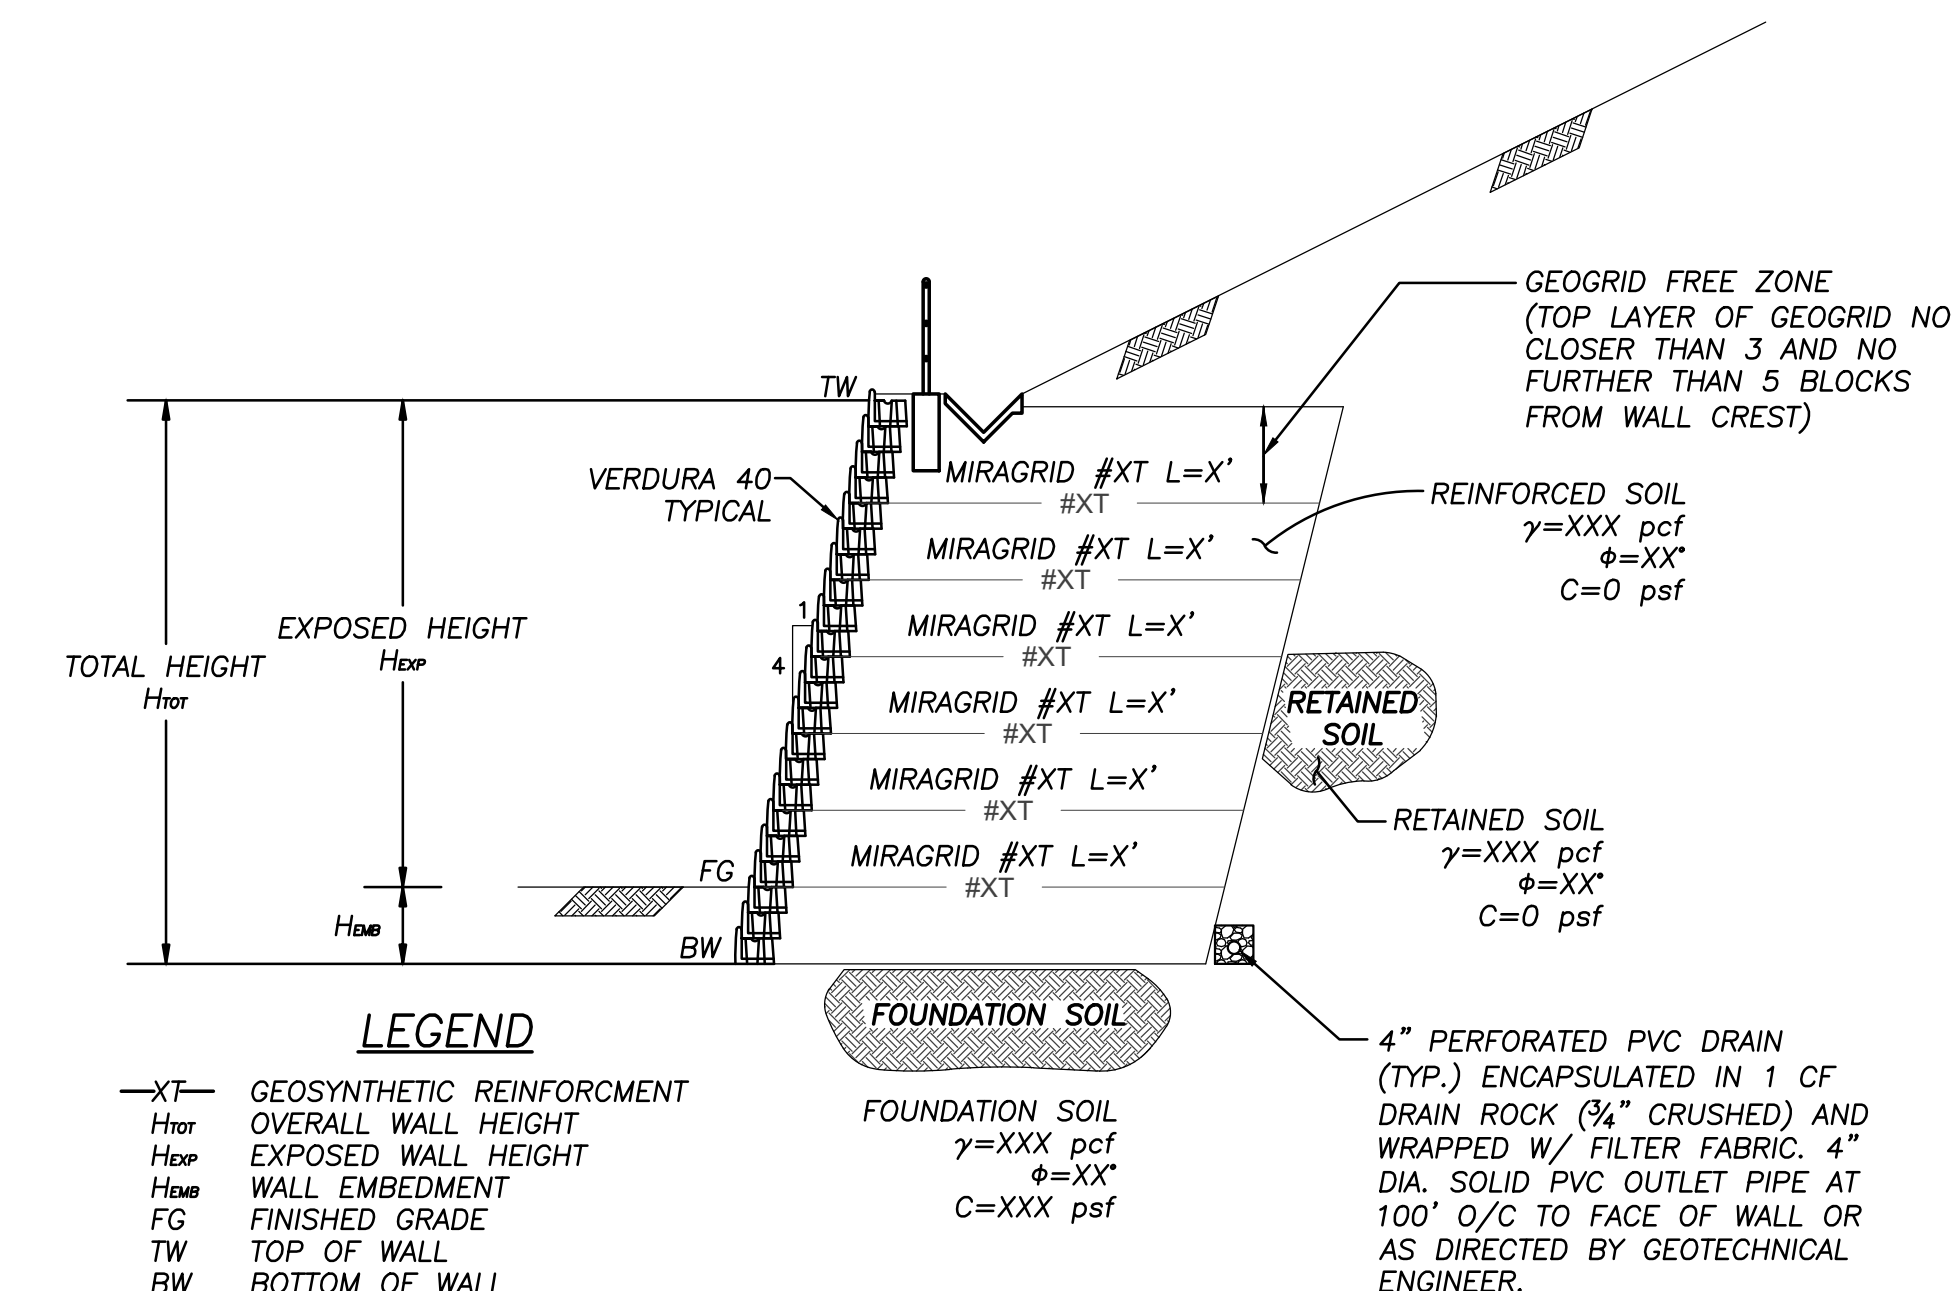 GEOGRID FREE ZONE
(TOP LAYER OF GEOGRID NO
CLOSER THAN 3 AND NO
FURTHER THAN 5 BLOCKS
FROM WALL CREST)
TW
VERDURA 40
TYPICAL
MIRAGRID #XT L=X'
#XT
MIRAGRID #XT L=X'
#XT
MIRAGRID #XT L=X'
#XT
MIRAGRID #XT L=X'
#XT
MIRAGRID #XT L=X'
#XT
MIRAGRID #XT L=X'
#XT
REINFORCED SOIL
γ=XXX pcf
φ=XX°
C=0 psf
1
4
EXPOSED HEIGHT
HEXP
TOTAL HEIGHT
HTOT
RETAINED
SOIL
RETAINED SOIL
γ=XXX pcf
φ=XX°
C=0 psf
FG
HEMB
BW
FOUNDATION SOIL
FOUNDATION SOIL
γ=XXX pcf
φ=XX°
C=XXX psf
4" PERFORATED PVC DRAIN
(TYP.) ENCAPSULATED IN 1 CF
DRAIN ROCK (¾" CRUSHED) AND
WRAPPED W/ FILTER FABRIC. 4"
DIA. SOLID PVC OUTLET PIPE AT
100' O/C TO FACE OF WALL OR
AS DIRECTED BY GEOTECHNICAL
ENGINEER.
LEGEND
XT GEOSYNTHETIC REINFORCMENT
HTOT OVERALL WALL HEIGHT
HEXP EXPOSED WALL HEIGHT
HEMB WALL EMBEDMENT
FG FINISHED GRADE
TW TOP OF WALL
BW BOTTOM OF WALL